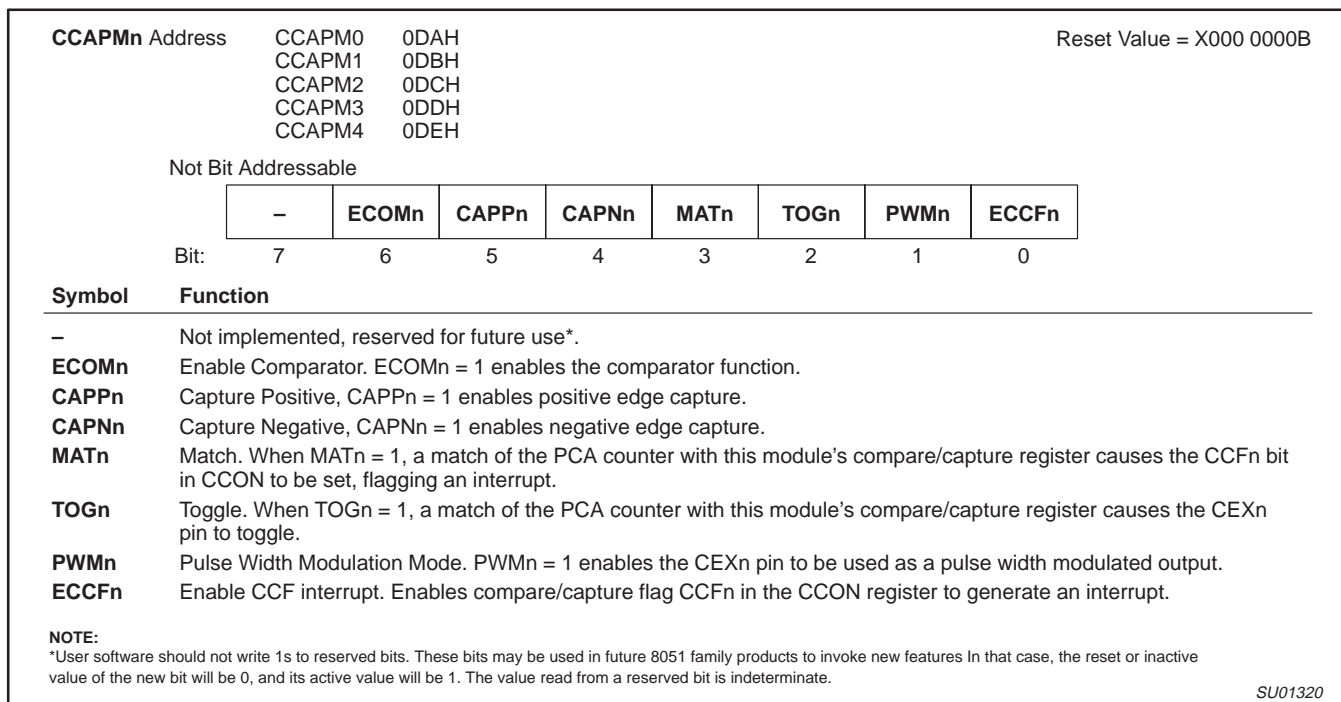 CCAPMn Address CCAPM0 0DAH Reset Value = X000 0000B
CCAPM1 0DBH
CCAPM2 0DCH
CCAPM3 0DDH
CCAPM4 0DEH
Not Bit Addressable
– ECOMn CAPPn CAPNn MATn TOGn PWMn ECCFn
Bit: 7 6 5 4 3 2 1 0
Symbol Function
– Not implemented, reserved for future use*.
ECOMn Enable Comparator. ECOMn = 1 enables the comparator function.
CAPPn Capture Positive, CAPPn = 1 enables positive edge capture.
CAPNn Capture Negative, CAPNn = 1 enables negative edge capture.
MATn Match. When MATn = 1, a match of the PCA counter with this module’s compare/capture register causes the CCFn bit
in CCON to be set, flagging an interrupt.
TOGn Toggle. When TOGn = 1, a match of the PCA counter with this module’s compare/capture register causes the CEXn
pin to toggle.
PWMn Pulse Width Modulation Mode. PWMn = 1 enables the CEXn pin to be used as a pulse width modulated output.
ECCFn Enable CCF interrupt. Enables compare/capture flag CCFn in the CCON register to generate an interrupt.
NOTE:
*User software should not write 1s to reserved bits. These bits may be used in future 8051 family products to invoke new features In that case, the reset or inactive
value of the new bit will be 0, and its active value will be 1. The value read from a reserved bit is indeterminate.
SU01320